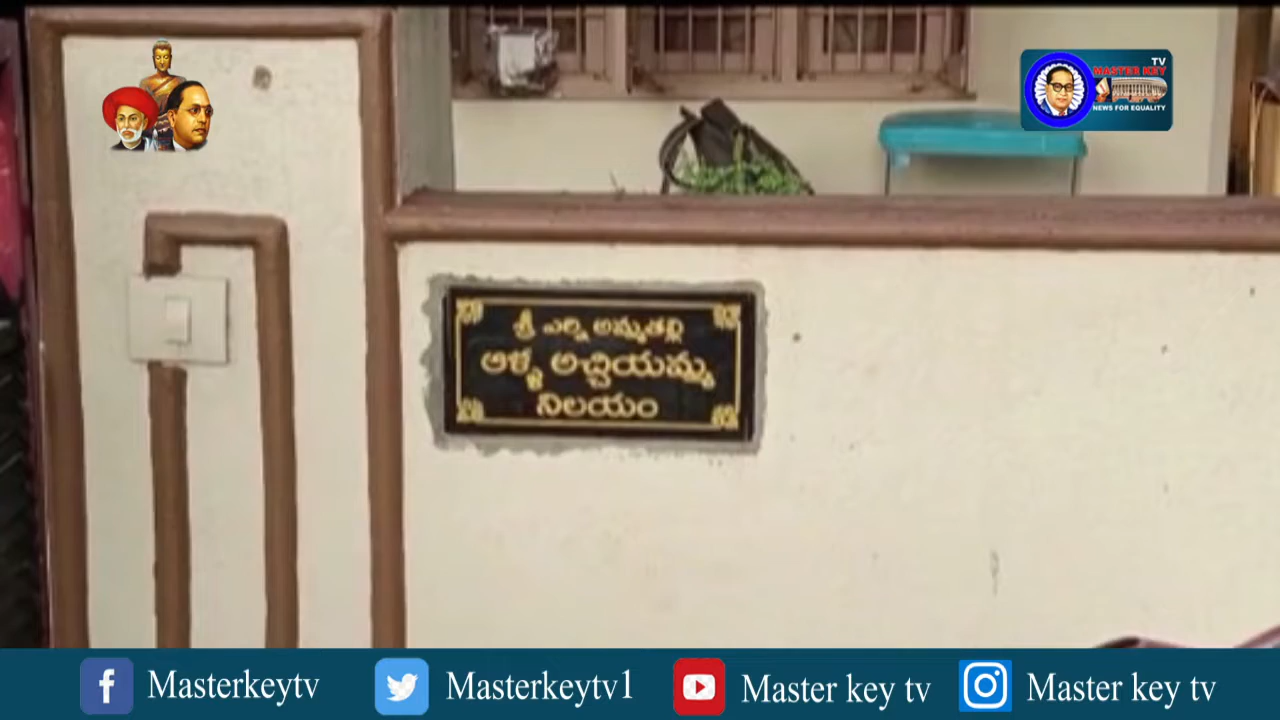 TV
MASTER KEY
NEWS FOR EQUALITY
శ్రీ ఎర్ని అమ్మతల్లి
ఆళ్ళ అచ్చియమ్మ
నిలయం
Masterkeytv
Masterkeytv1
Master key tv
Master key tv